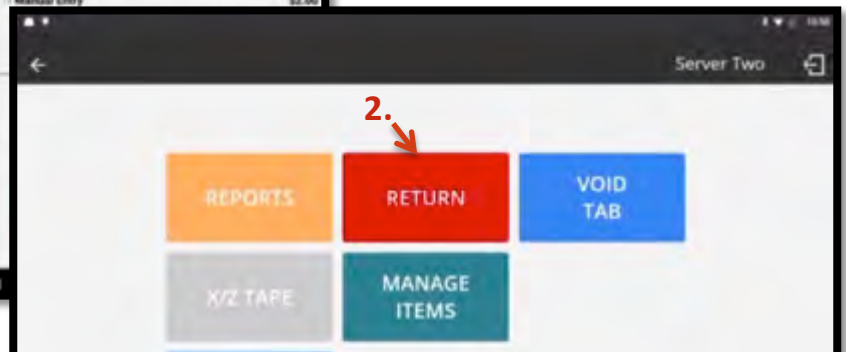 Manual Entry $2.00
Server Two
2.
REPORTS RETURN VOID
TAB
X/Z TAPE MANAGE
ITEMS